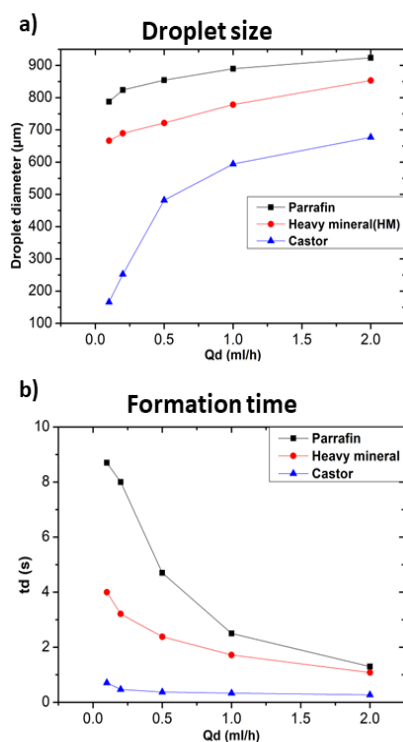 a)
Droplet size
Droplet diameter (µm)
900
800
700
600
500
400
300
200
100
Parrafin
Heavy mineral(HM)
Castor
0.0 0.5 1.0 1.5 2.0
Qd (ml/h)
b)
Formation time
td (s)
10
8
6
4
2
0
Parrafin
Heavy mineral
Castor
0.0 0.5 1.0 1.5 2.0
Qd (ml/h)